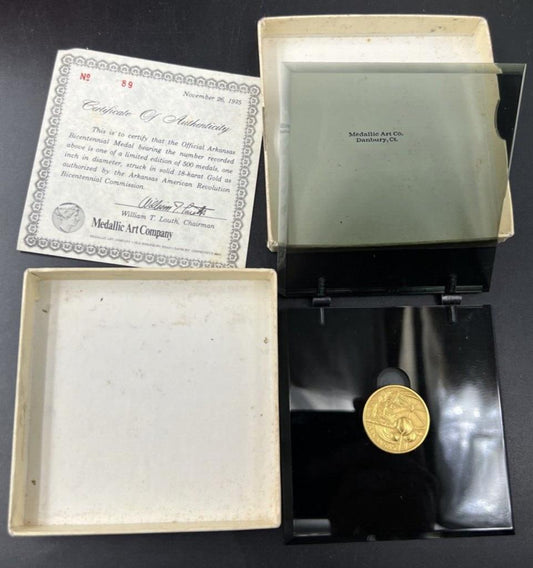 Nº 89
November 26, 1975
Certificate Of Authenticity
This is to certify that the Official Arkansas
Bicentennial Medal bearing the number recorded
above is one of a limited edition of 500 medals, one
inch in diameter, struck in solid 18-karat Gold as
authorized by the Arkansas American Revolution
Bicentennial Commission.
William T. Louth
William T. Louth, Chairman
Medallic Art Company
Medallic Art Co.
Danbury, Ct.